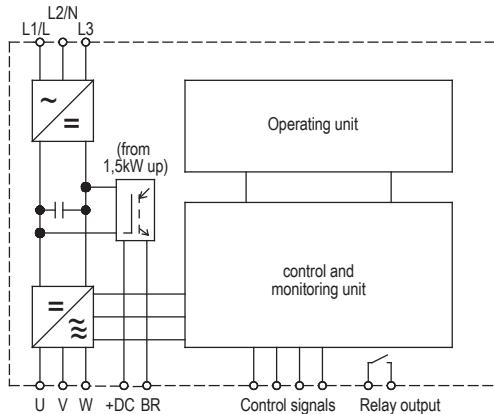 L2/N
L1/L L3
~
=
Operating unit
(from
1,5kW up)
control and
monitoring unit
=
≈
U V W +DC BR Control signals Relay output